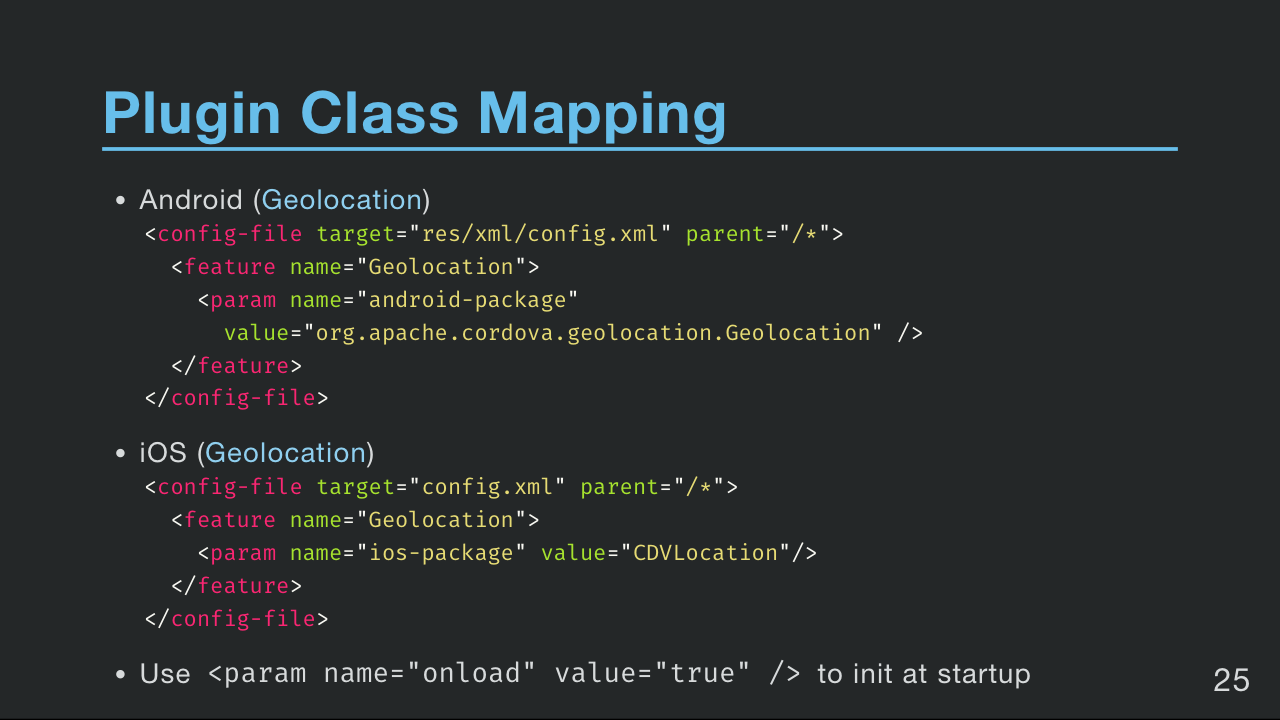 Plugin Class Mapping
• Android (Geolocation)
<config-file target="res/xml/config.xml" parent="/*">
  <feature name="Geolocation">
    <param name="android-package"
      value="org.apache.cordova.geolocation.Geolocation" />
  </feature>
</config-file>
• iOS (Geolocation)
<config-file target="config.xml" parent="/*">
  <feature name="Geolocation">
    <param name="ios-package" value="CDVLocation"/>
  </feature>
</config-file>
• Use <param name="onload" value="true" /> to init at startup
25